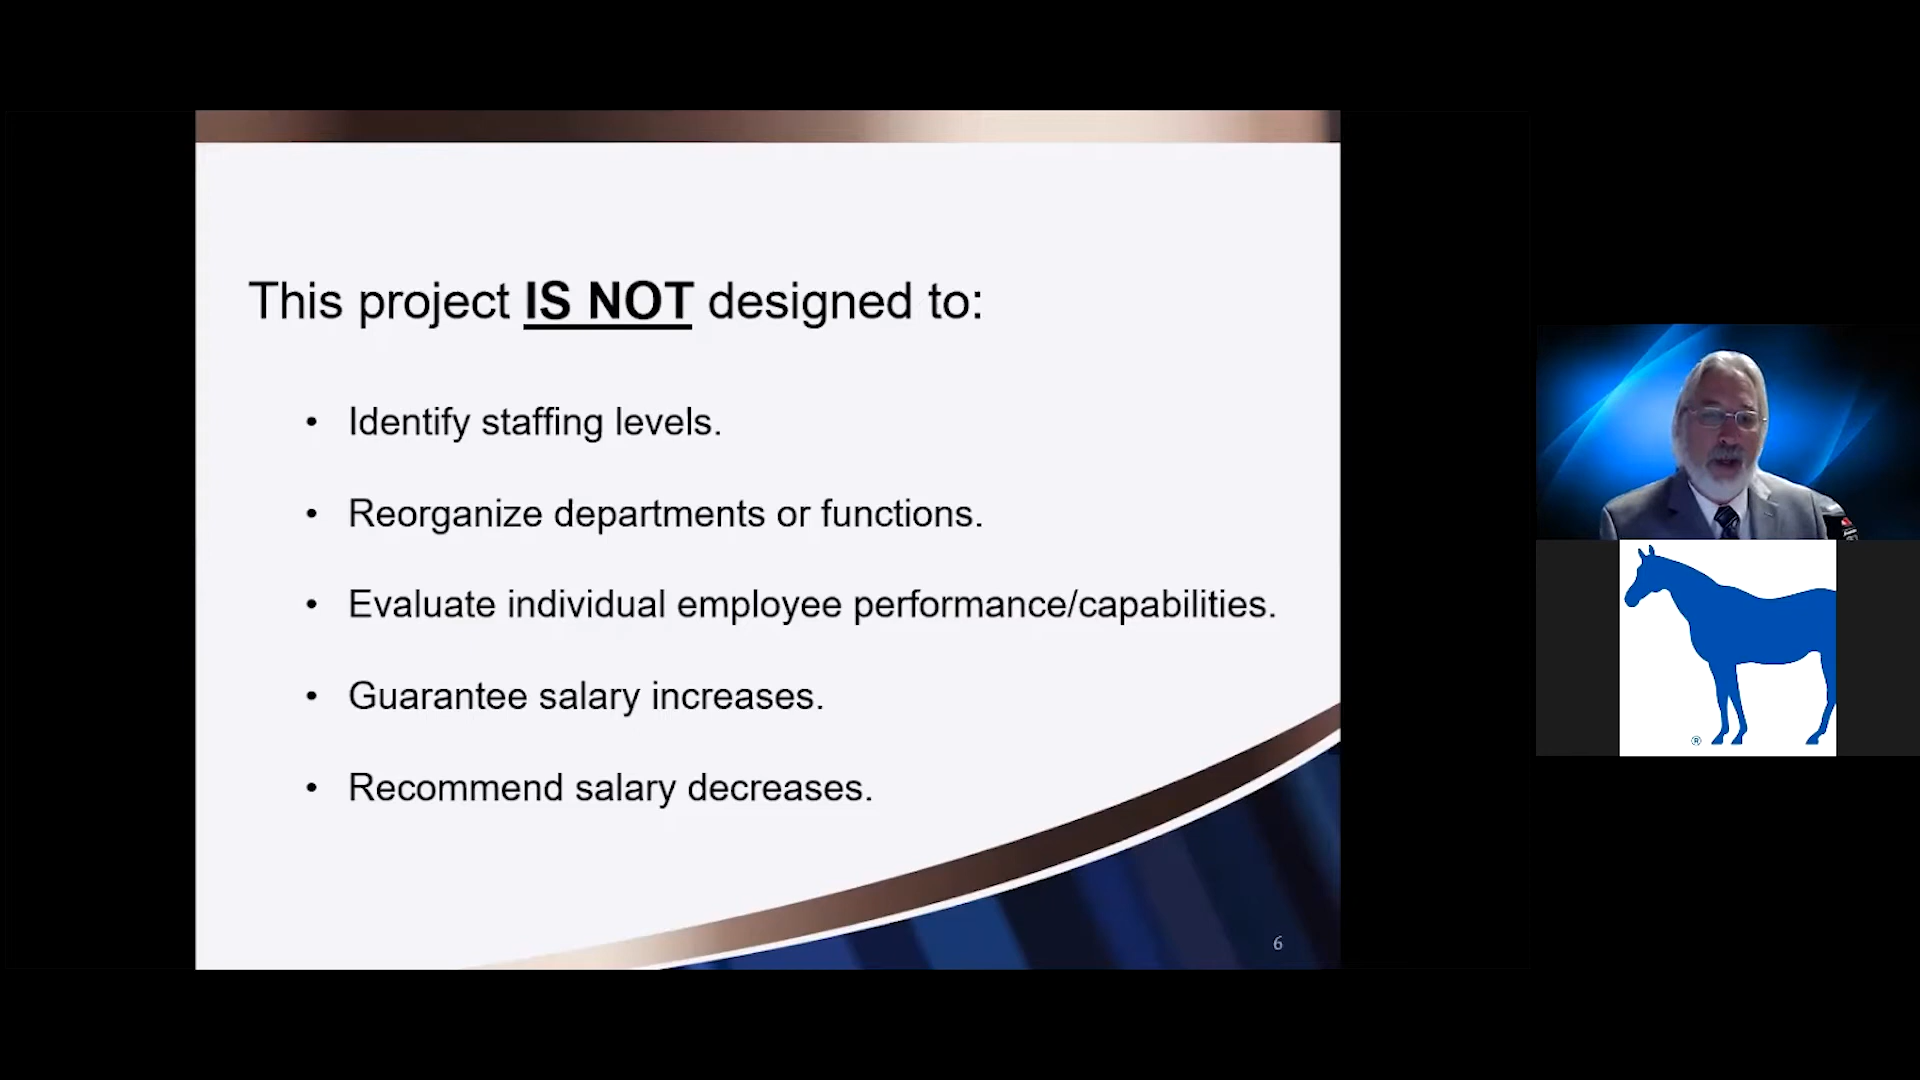 This project IS NOT designed to:
• Identify staffing levels.
• Reorganize departments or functions.
• Evaluate individual employee performance/capabilities.
• Guarantee salary increases.
• Recommend salary decreases.
6
®